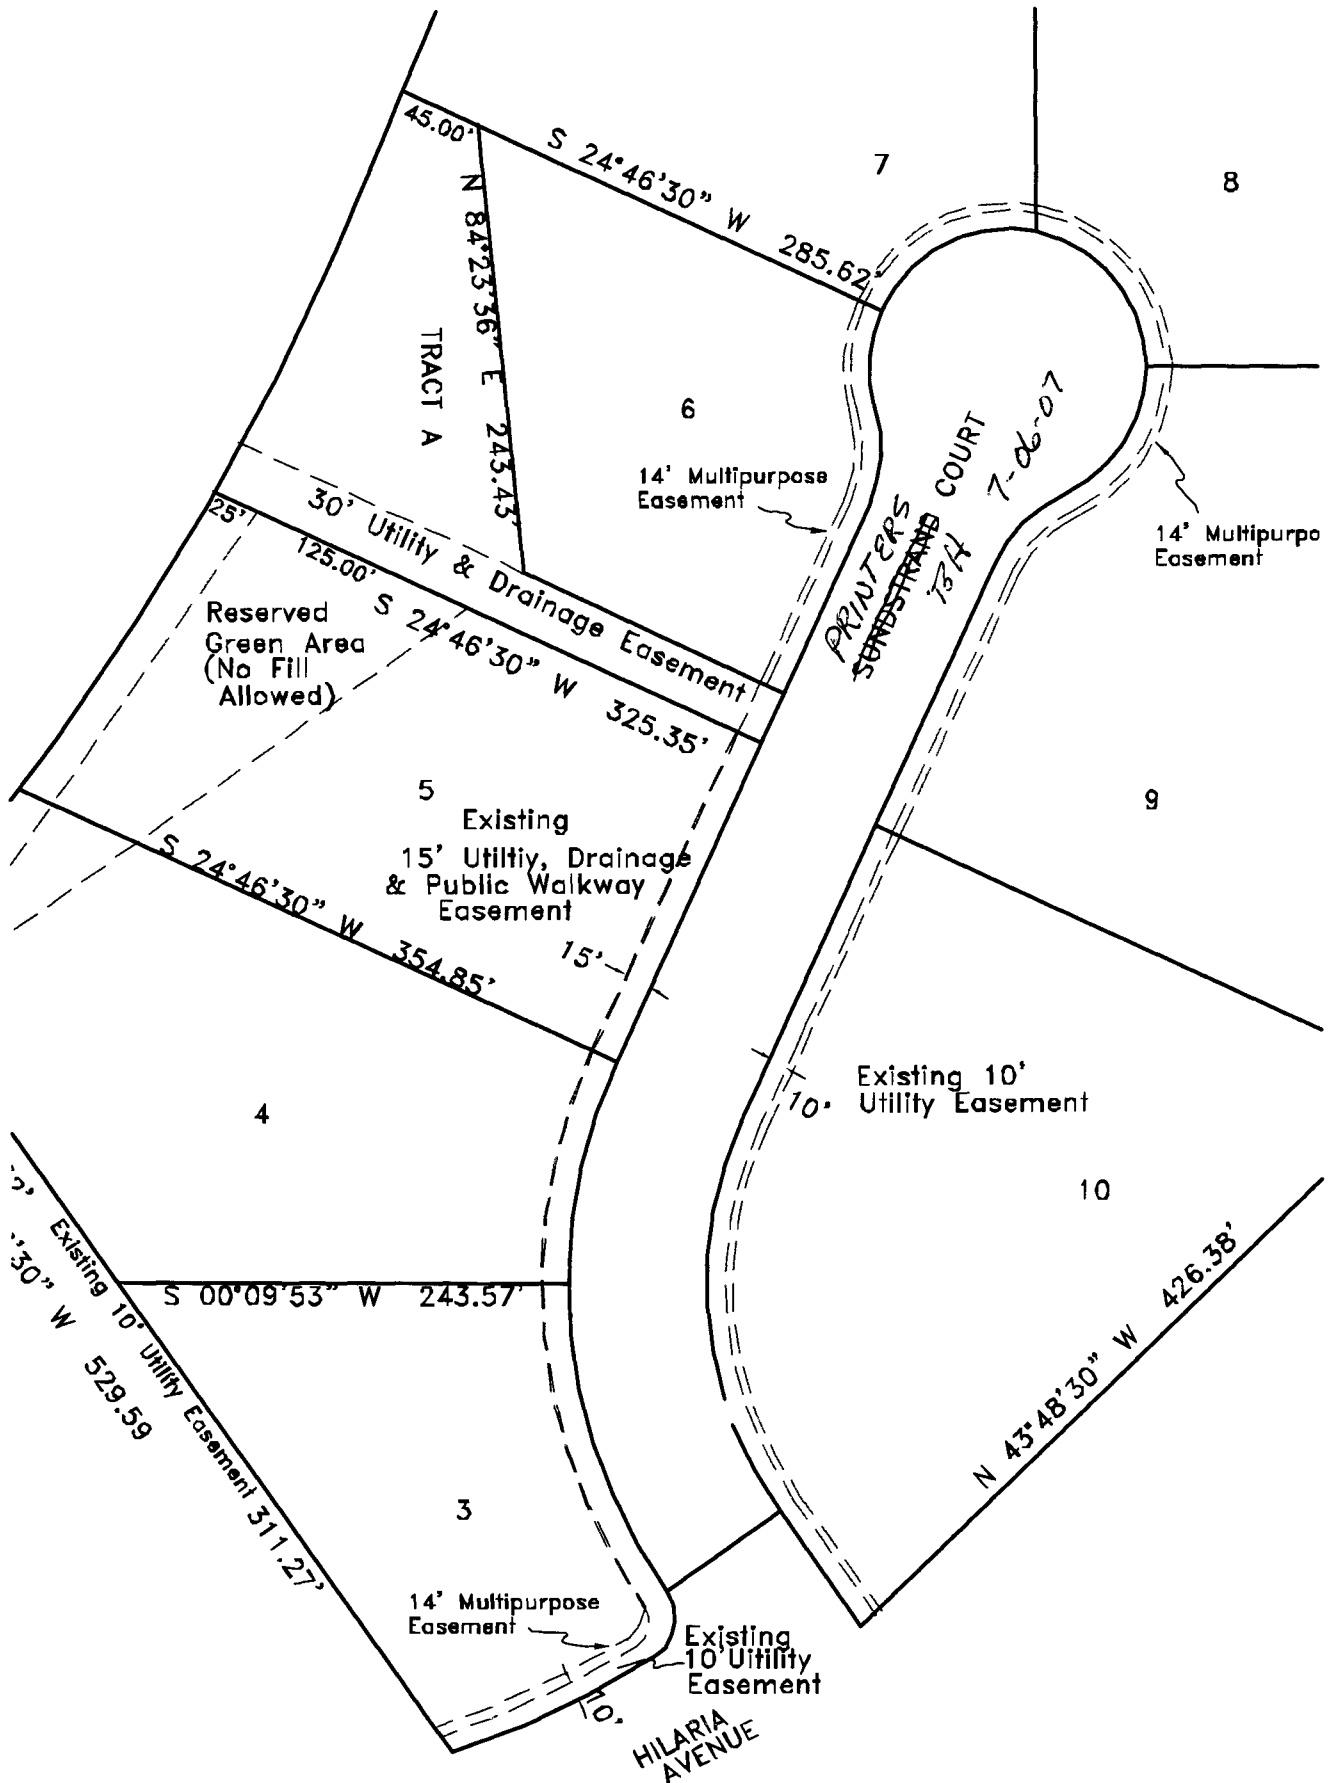 45.00'
S 24°46'30" W 285.62'
7
8
N 84°23'36" E 243.43'
TRACT A
6
14' Multipurpose
Easement
PRINTERS
SUNDSTRAND COURT
BH 7-06-07
14' Multipurpo
Easement
25'
30' Utility & Drainage Easement
125.00'
S 24°46'30" W 325.35'
Reserved
Green Area
(No Fill
Allowed)
5
Existing
15' Utiltiy, Drainage
& Public Walkway
Easement
9
S 24°46'30" W 354.85'
15'
4
Existing 10'
Utility Easement
10'
10
2'
'30" W 529.59
Existing 10' Utility Easement 311.27'
S 00°09'53" W 243.57'
N 43°48'30" W 426.38'
3
14' Multipurpose
Easement
Existing
10'Uitility
Easement
10'
HILARIA
AVENUE